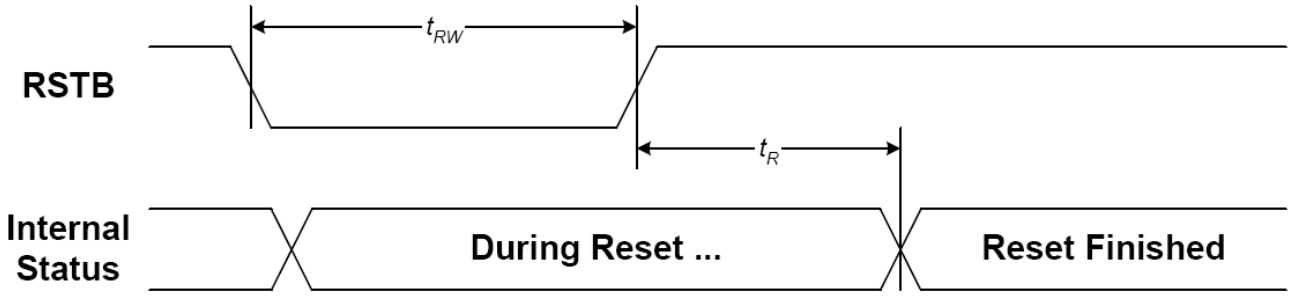 t_RW
RSTB
t_R
Internal
Status
During Reset ...
Reset Finished